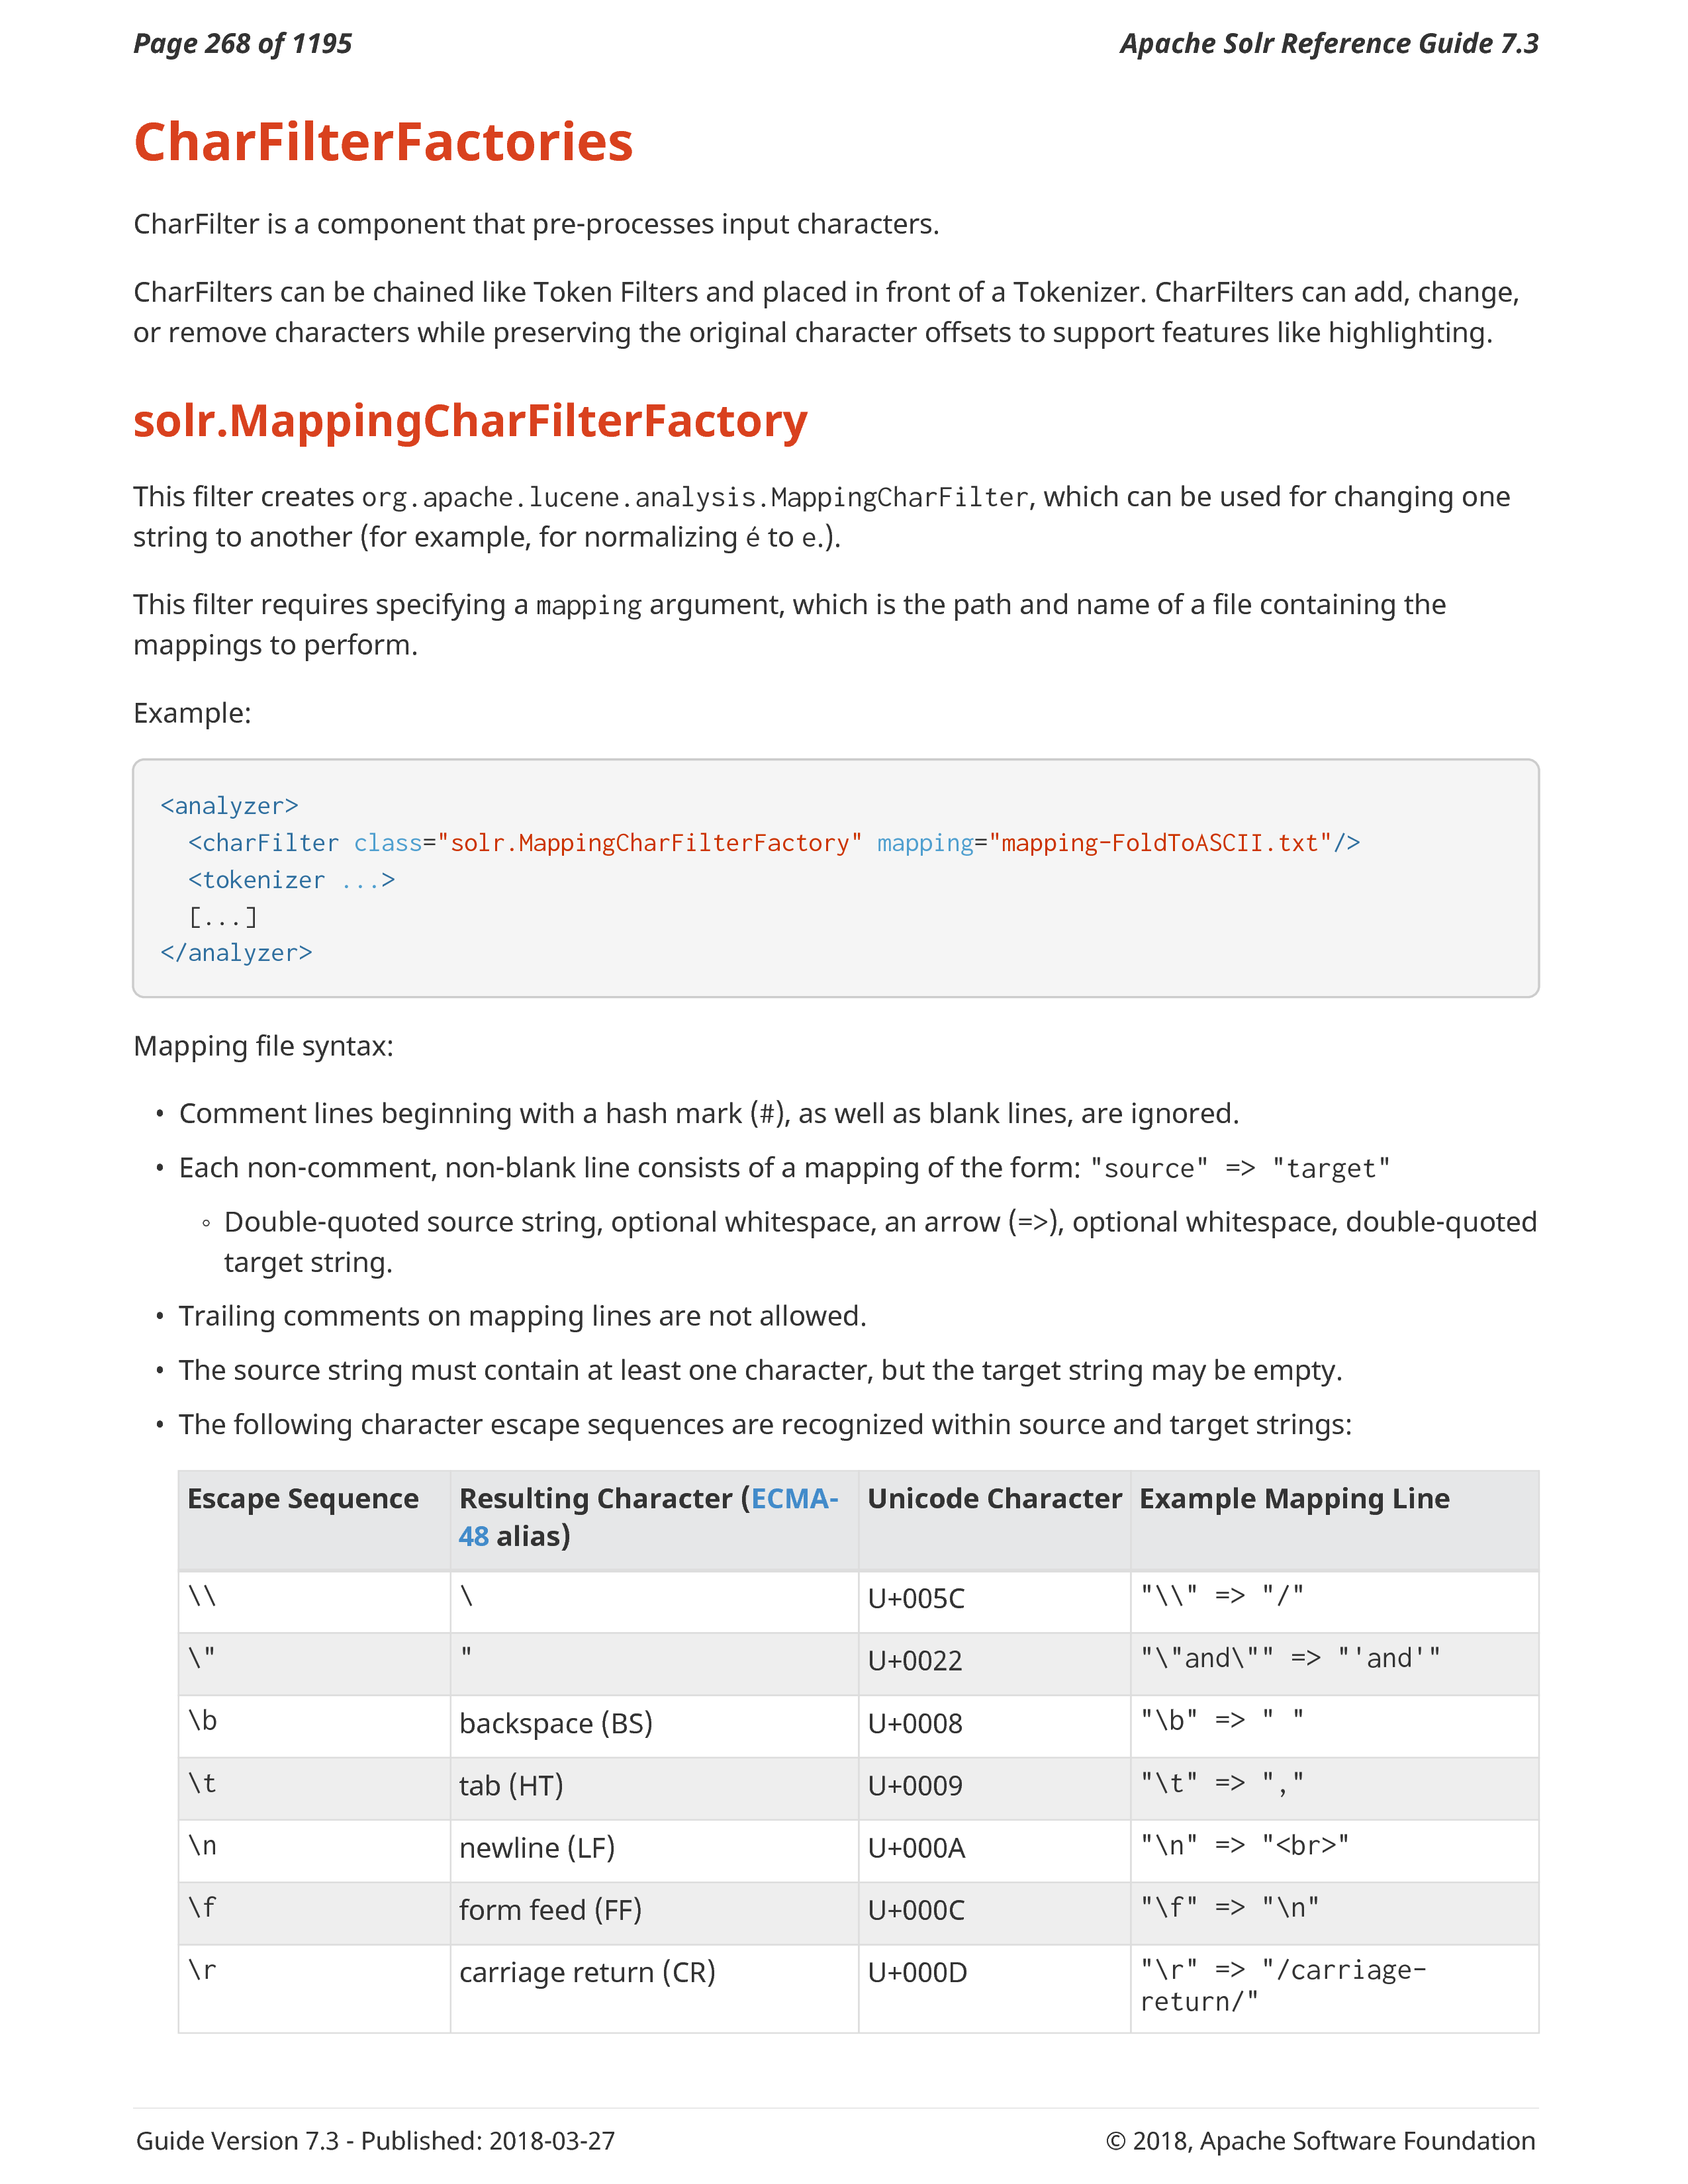 Page 268 of 1195
Apache Solr Reference Guide 7.3
CharFilterFactories
CharFilter is a component that pre-processes input characters.
CharFilters can be chained like Token Filters and placed in front of a Tokenizer. CharFilters can add, change,
or remove characters while preserving the original character offsets to support features like highlighting.
solr.MappingCharFilterFactory
This filter creates org.apache.lucene.analysis.MappingCharFilter, which can be used for changing one
string to another (for example, for normalizing é to e.).
This filter requires specifying a mapping argument, which is the path and name of a file containing the
mappings to perform.
Example:
<analyzer>
  <charFilter class="solr.MappingCharFilterFactory" mapping="mapping-FoldToASCII.txt"/>
  <tokenizer ...>
  [...]
</analyzer>
Mapping file syntax:
• Comment lines beginning with a hash mark (#), as well as blank lines, are ignored.
• Each non-comment, non-blank line consists of a mapping of the form: "source" => "target"
◦ Double-quoted source string, optional whitespace, an arrow (=>), optional whitespace, double-quoted
target string.
• Trailing comments on mapping lines are not allowed.
• The source string must contain at least one character, but the target string may be empty.
• The following character escape sequences are recognized within source and target strings:
Escape Sequence Resulting Character (ECMA- Unicode Character Example Mapping Line
48 alias)
\\ \ U+005C "\\" => "/"
\" " U+0022 "\"and\"" => "'and'"
\b backspace (BS) U+0008 "\b" => " "
\t tab (HT) U+0009 "\t" => ","
\n newline (LF) U+000A "\n" => "<br>"
\f form feed (FF) U+000C "\f" => "\n"
\r carriage return (CR) U+000D "\r" => "/carriage-
return/"
Guide Version 7.3 - Published: 2018-03-27
© 2018, Apache Software Foundation